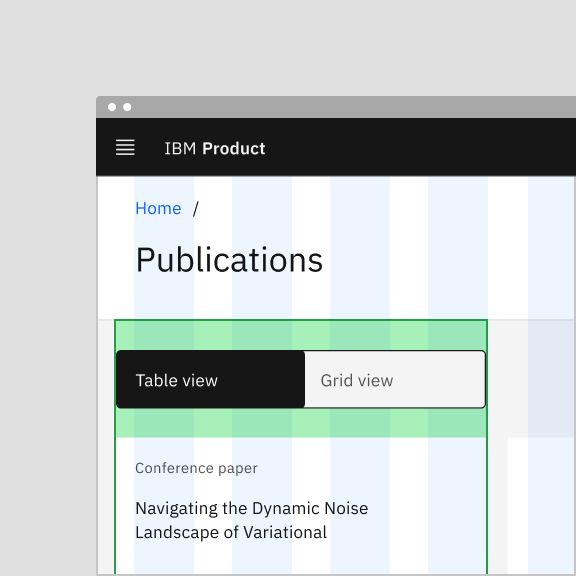 IBM Product
Home /
Publications
Table view
Grid view
Conference paper
Navigating the Dynamic Noise
Landscape of Variational